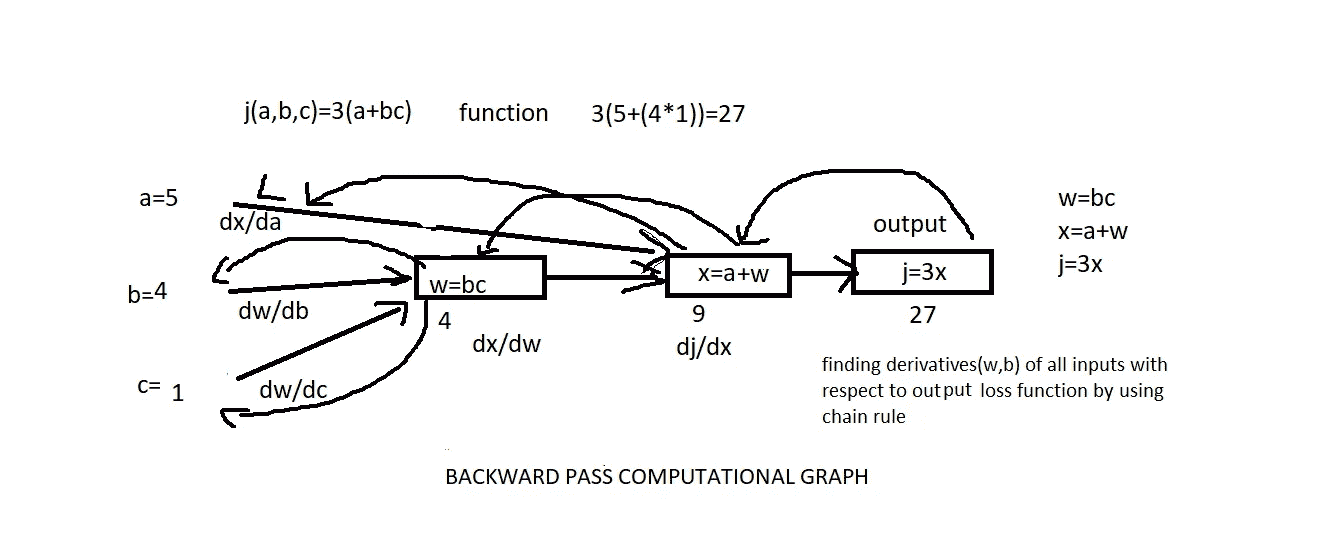 j(a,b,c)=3(a+bc) function 3(5+(4*1))=27
a=5
dx/da
output
w=bc
x=a+w
j=3x
b=4
dw/db
w=bc
x=a+w
j=3x
4
9
27
dx/dw
dj/dx
c= 1
dw/dc
finding derivatives(w,b) of all inputs with
respect to output loss function by using
chain rule
BACKWARD PASS COMPUTATIONAL GRAPH